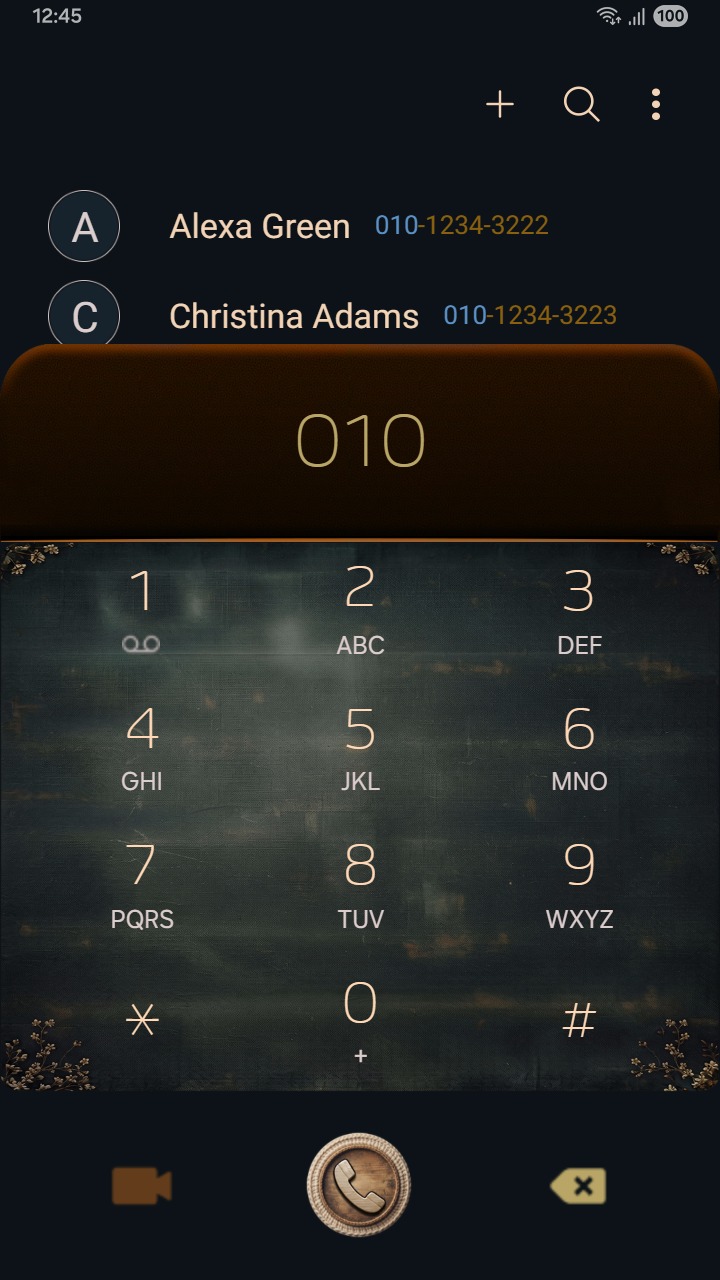 12:45 100
A Alexa Green 010-1234-3222
C Christina Adams 010-1234-3223
010
1 2 3
ABC DEF
4 5 6
GHI JKL MNO
7 8 9
PQRS TUV WXYZ
* 0 #
+